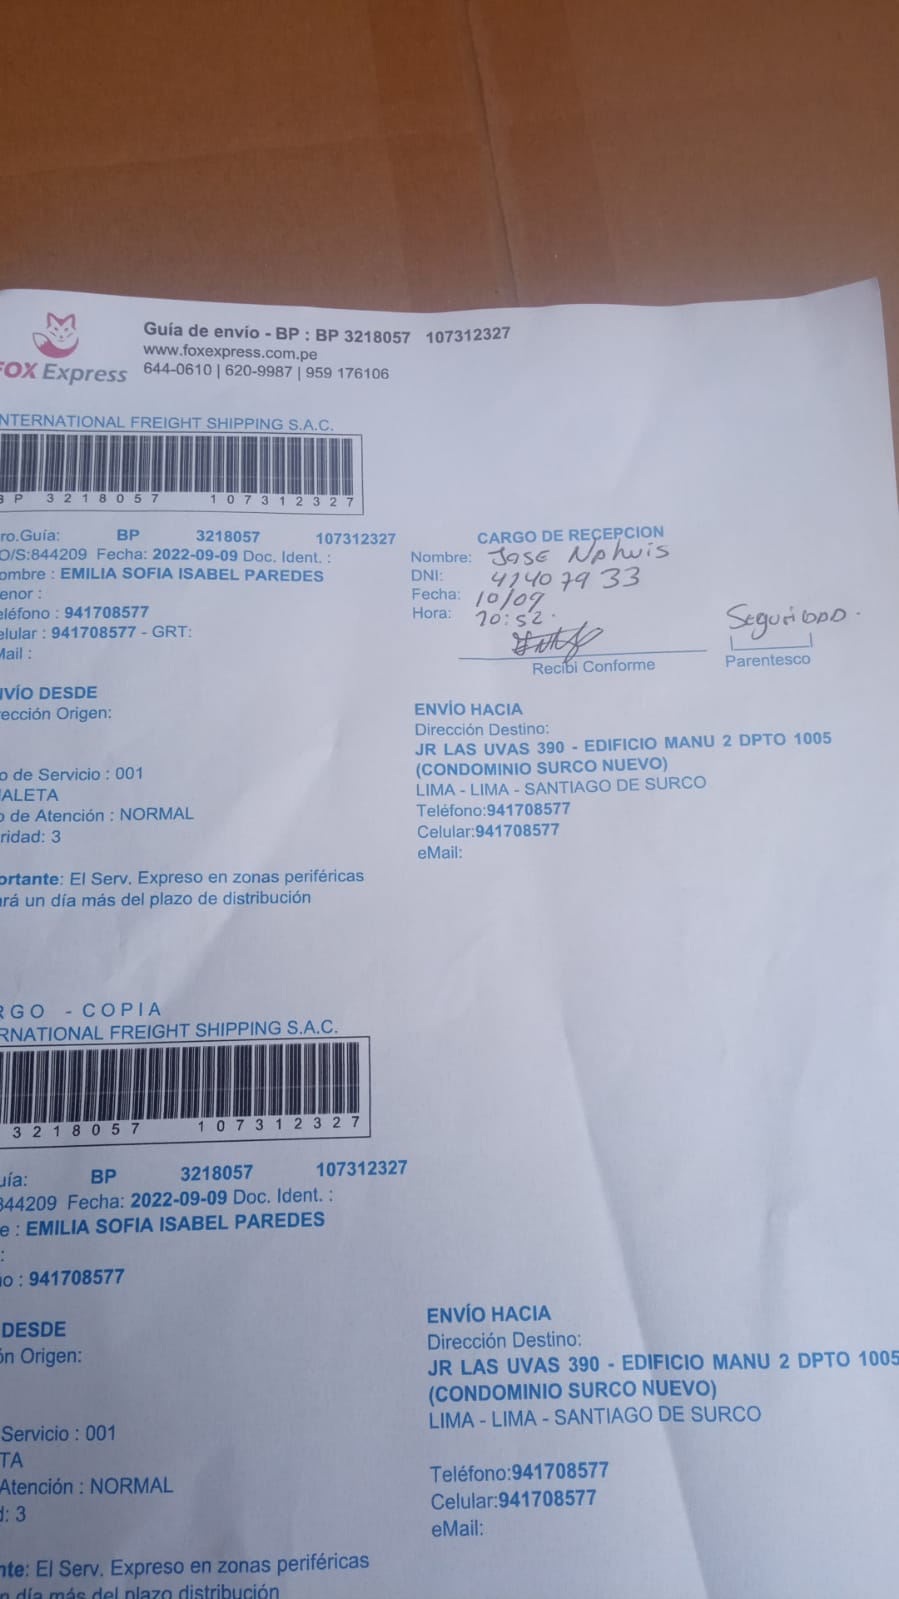 Guía de envío - BP : BP 3218057 107312327
www.foxexpress.com.pe
FOX Express
644-0610 | 620-9987 | 959 176106
NTERNATIONAL FREIGHT SHIPPING S.A.C.
BP 3218057 107312327
ro.Guía: BP 3218057 107312327
O/S:844209 Fecha: 2022-09-09 Doc. Ident. :
ombre : EMILIA SOFIA ISABEL PAREDES
enor :
eléfono : 941708577
elular : 941708577 - GRT:
Mail :
CARGO DE RECEPCION
Nombre: JOSE Nahuis
DNI: 41407933
Fecha: 10/09
Hora: 10:52.
Recibi Conforme
Seguridad.
Parentesco
NVÍO DESDE
rección Origen:
o de Servicio : 001
ALETA
o de Atención : NORMAL
ridad: 3
ENVÍO HACIA
Dirección Destino:
JR LAS UVAS 390 - EDIFICIO MANU 2 DPTO 1005
(CONDOMINIO SURCO NUEVO)
LIMA - LIMA - SANTIAGO DE SURCO
Teléfono:941708577
Celular:941708577
eMail:
ortante: El Serv. Expreso en zonas periféricas
ará un día más del plazo de distribución
RGO - COPIA
RNATIONAL FREIGHT SHIPPING S.A.C.
3218057 107312327
uía: BP 3218057 107312327
844209 Fecha: 2022-09-09 Doc. Ident. :
e : EMILIA SOFIA ISABEL PAREDES
:
no : 941708577
DESDE
ón Origen:
Servicio : 001
TA
Atención : NORMAL
d: 3
ENVÍO HACIA
Dirección Destino:
JR LAS UVAS 390 - EDIFICIO MANU 2 DPTO 1005
(CONDOMINIO SURCO NUEVO)
LIMA - LIMA - SANTIAGO DE SURCO
Teléfono:941708577
Celular:941708577
eMail:
nte: El Serv. Expreso en zonas periféricas
n día más del plazo distribución